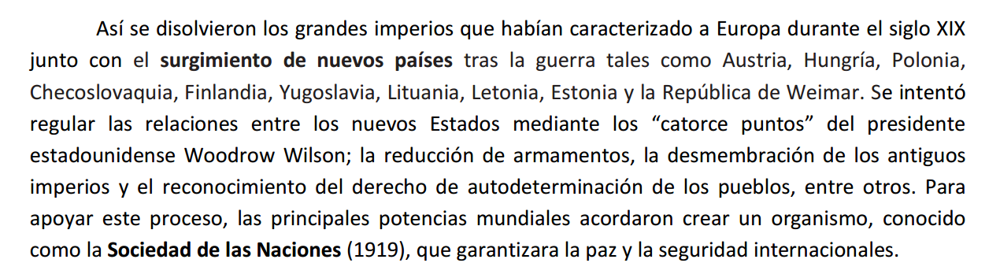 Así se disolvieron los grandes imperios que habían caracterizado a Europa durante el siglo XIX
junto con el surgimiento de nuevos países tras la guerra tales como Austria, Hungría, Polonia,
Checoslovaquia, Finlandia, Yugoslavia, Lituania, Letonia, Estonia y la República de Weimar. Se intentó
regular las relaciones entre los nuevos Estados mediante los “catorce puntos” del presidente
estadounidense Woodrow Wilson; la reducción de armamentos, la desmembración de los antiguos
imperios y el reconocimiento del derecho de autodeterminación de los pueblos, entre otros. Para
apoyar este proceso, las principales potencias mundiales acordaron crear un organismo, conocido
como la Sociedad de las Naciones (1919), que garantizara la paz y la seguridad internacionales.